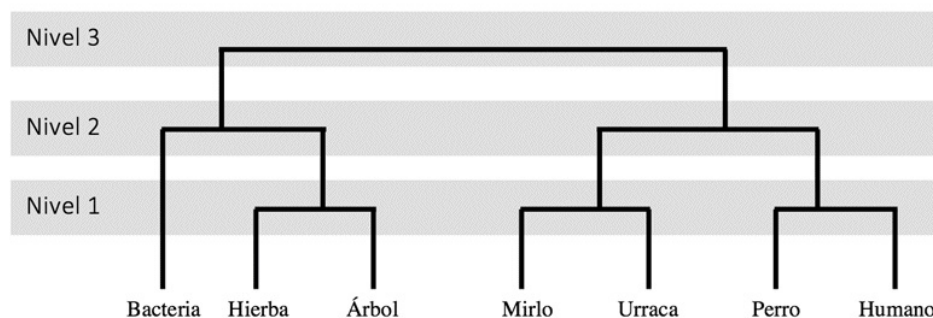 Nivel 3
Nivel 2
Nivel 1
Bacteria Hierba Árbol Mirlo Urraca Perro Humano